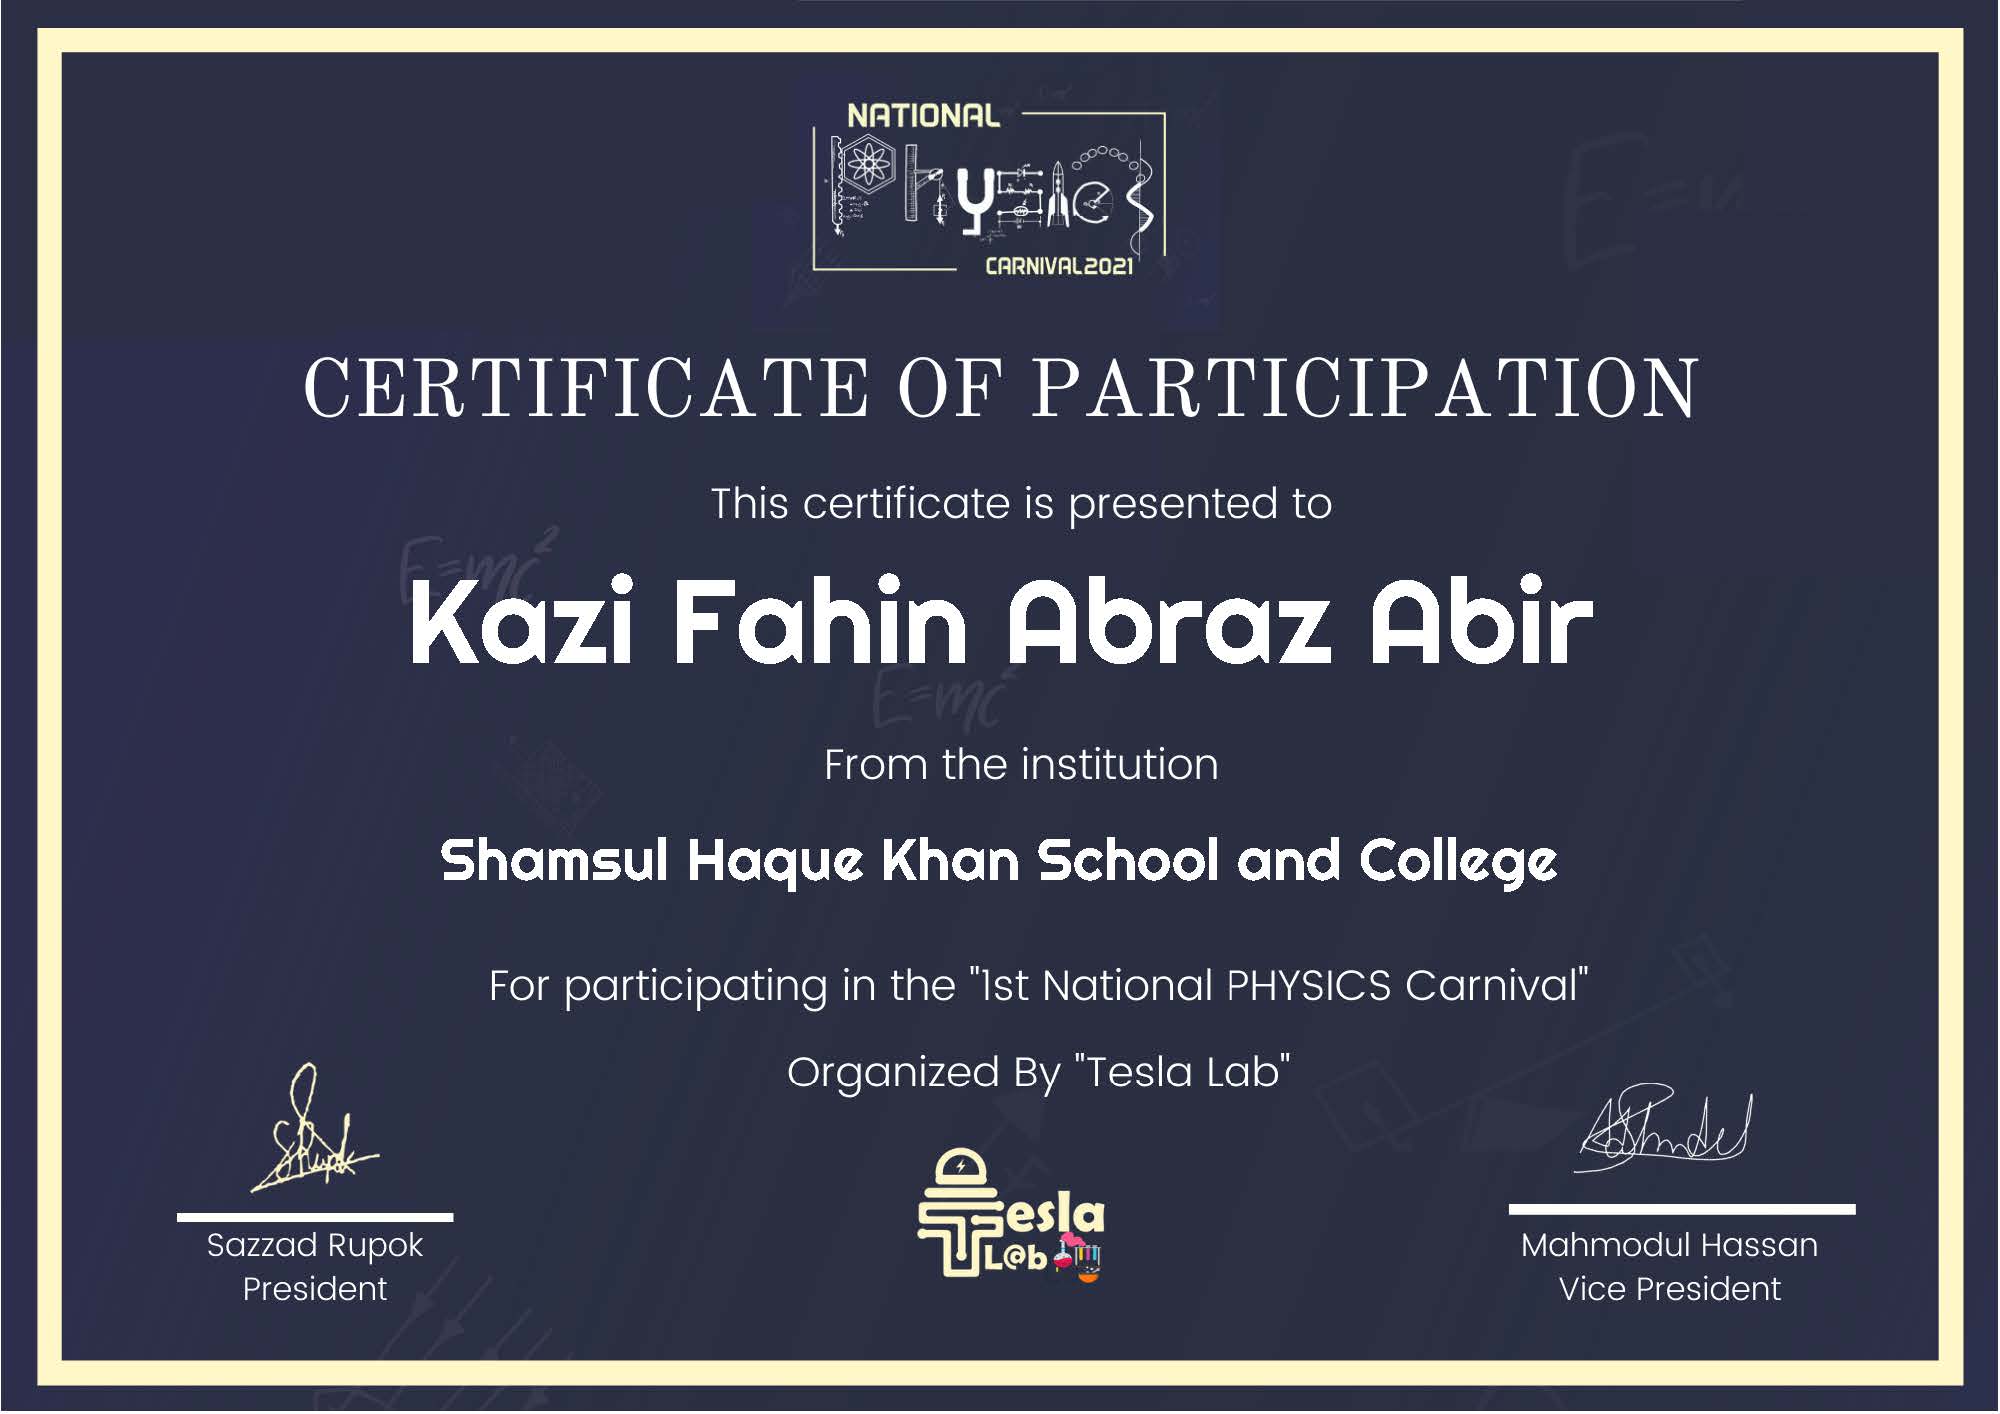 NATIONAL
Physics
CARNIVAL2021
CERTIFICATE OF PARTICIPATION
This certificate is presented to
E=mc²
Kazi Fahin Abraz Abir
E=mc²
From the institution
Shamsul Haque Khan School and College
For participating in the "1st National PHYSICS Carnival"
Organized By "Tesla Lab"
Tesla
L@b
Sazzad Rupok
President
Mahmodul Hassan
Vice President